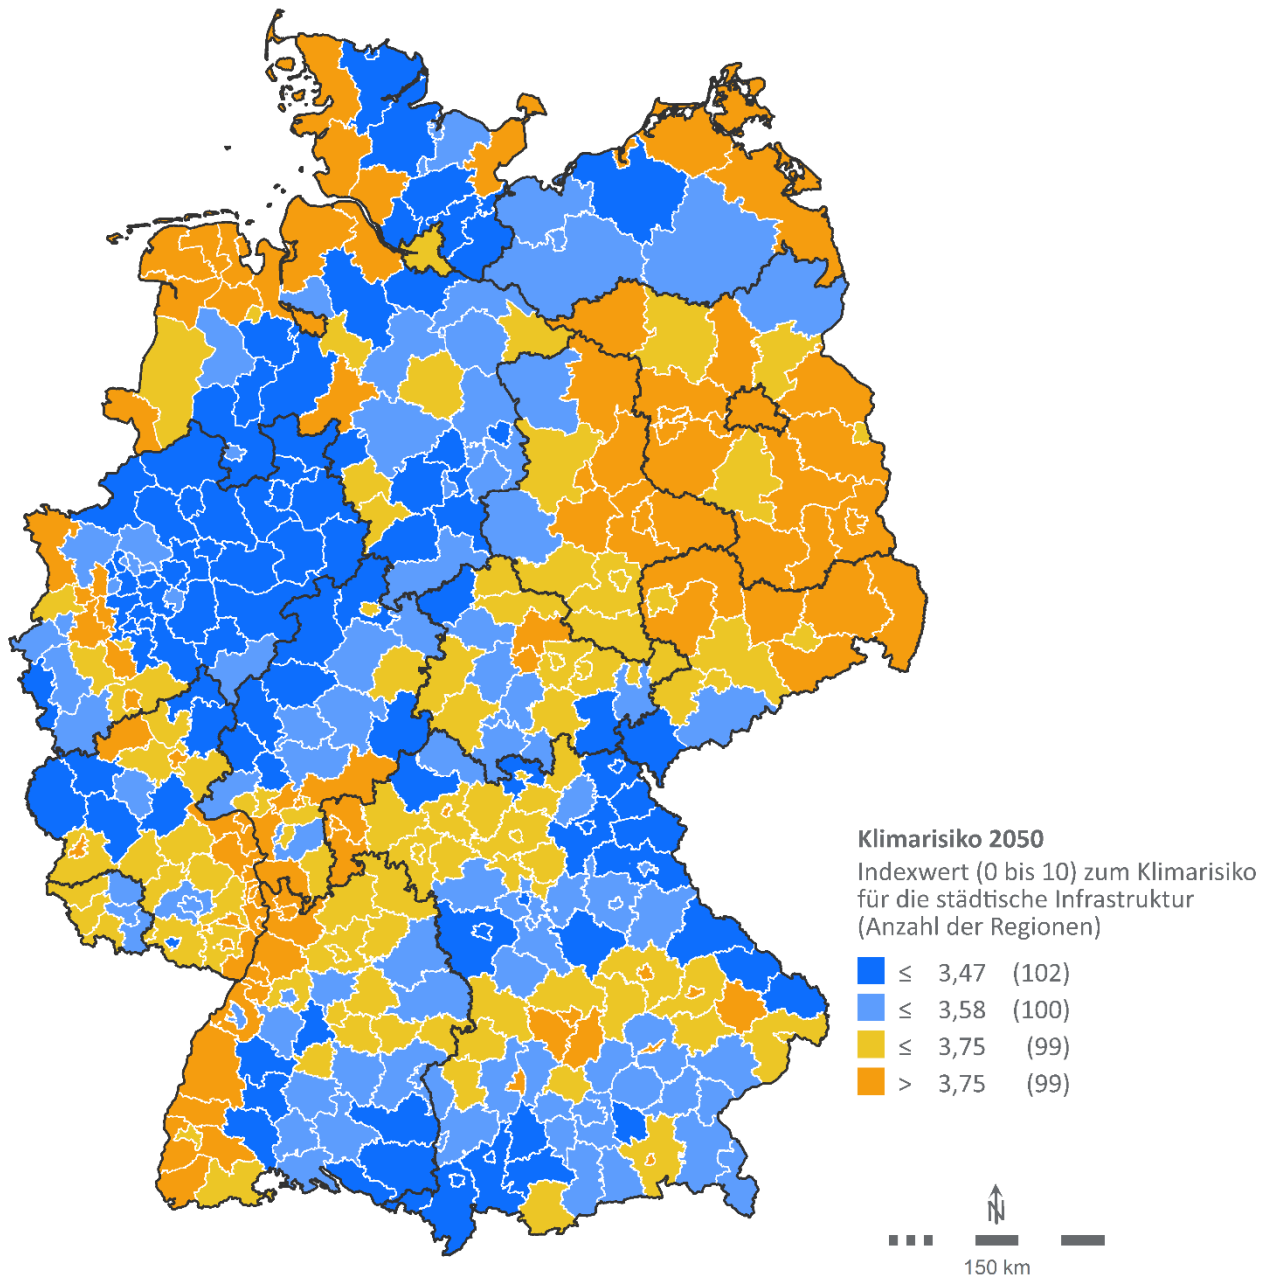 Klimarisiko 2050
Indexwert (0 bis 10) zum Klimarisiko
für die städtische Infrastruktur
(Anzahl der Regionen)
≤ 3,47 (102)
≤ 3,58 (100)
≤ 3,75 (99)
> 3,75 (99)
N
150 km